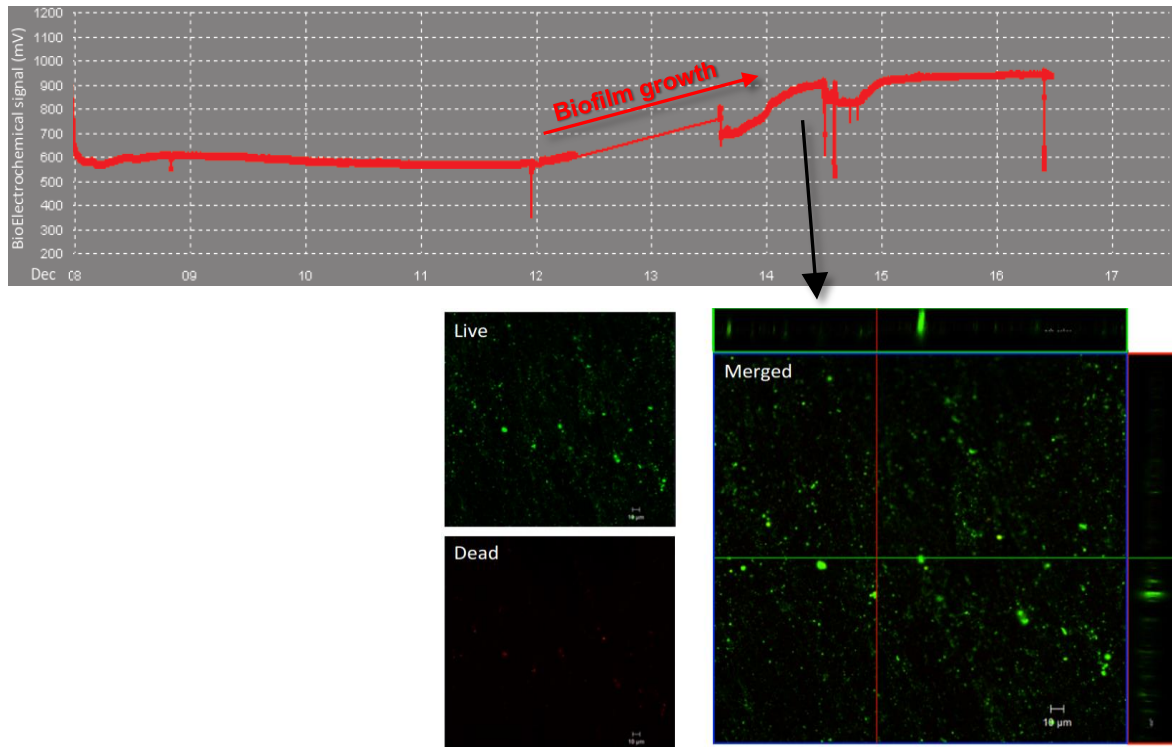 1200
1100
1000
900
800
700
600
500
400
300
200
BioElectrochemical signal (mV)
Biofilm growth
Dec 08 09 10 11 12 13 14 15 16 17
Live
10 µm
Dead
10 µm
Merged
10 µm